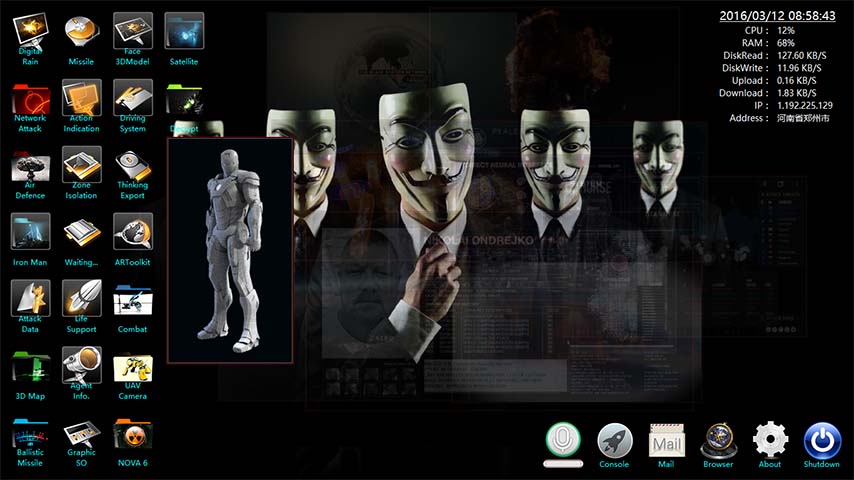 2016/03/12 08:58:43
CPU : 12%
RAM : 68%
DiskRead : 127.60 KB/S
DiskWrite : 11.96 KB/S
Upload : 0.16 KB/S
Download : 1.83 KB/S
IP : 1.192.225.129
Address : 河南省郑州市
Digital Rain
Missile
Face 3DModel
Satellite
Network Attack
Action Indication
Driving System
Decrypt
Air Defence
Zone Isolation
Thinking Export
Iron Man
Waiting...
ARToolkit
Attack Data
Life Support
Combat
3D Map
Agent Info.
UAV Camera
Ballistic Missile
Graphic SO
NOVA 6
NIKOLAI ONDREJKO
Mail
Console
Mail
Browser
About
Shutdown